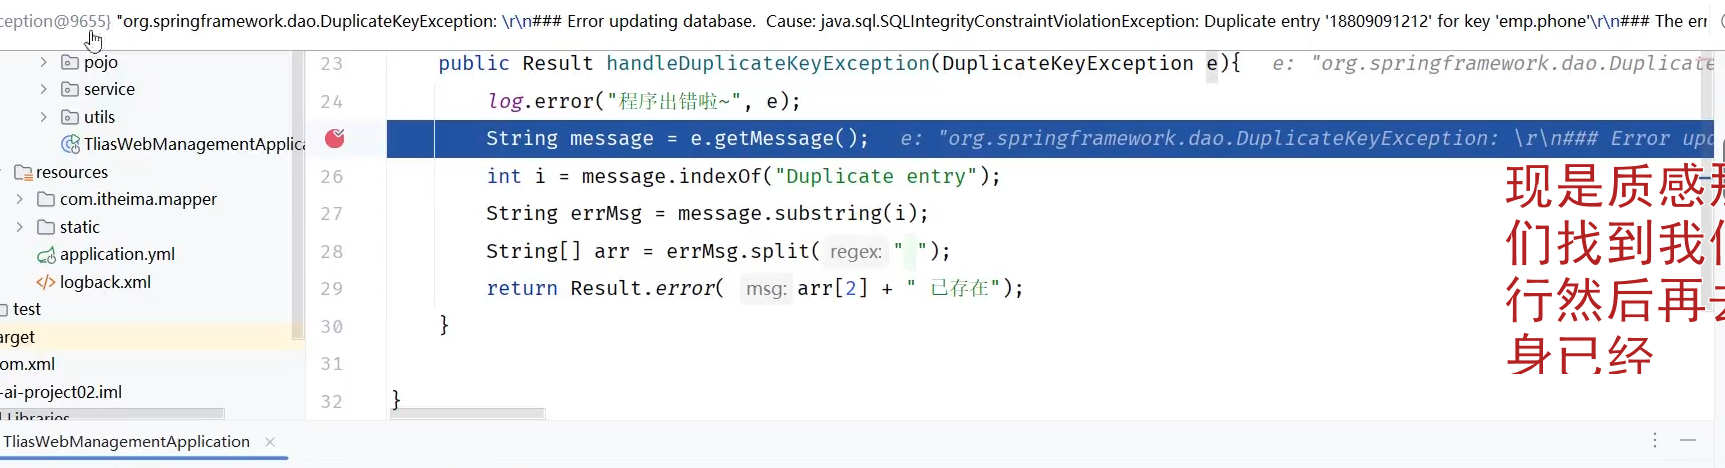 ception@9655} "org.springframework.dao.DuplicateKeyException: \r\n### Error updating database.  Cause: java.sql.SQLIntegrityConstraintViolationException: Duplicate entry '18809091212' for key 'emp.phone'\r\n### The err
pojo
service
utils
TliasWebManagementApplica
resources
com.itheima.mapper
static
application.yml
logback.xml
test
arget
om.xml
-ai-project02.iml
Libraries
23 public Result handleDuplicateKeyException(DuplicateKeyException e){ e: "org.springframework.dao.Duplicate
24 log.error("程序出错啦~", e);
String message = e.getMessage(); e: "org.springframework.dao.DuplicateKeyException: \r\n### Error upd
26 int i = message.indexOf("Duplicate entry");
27 String errMsg = message.substring(i);
28 String[] arr = errMsg.split( regex: " ");
29 return Result.error( msg: arr[2] + " 已存在");
30 }
31
32 }
现是质感那
们找到我们
行然后再去
身已经
TliasWebManagementApplication